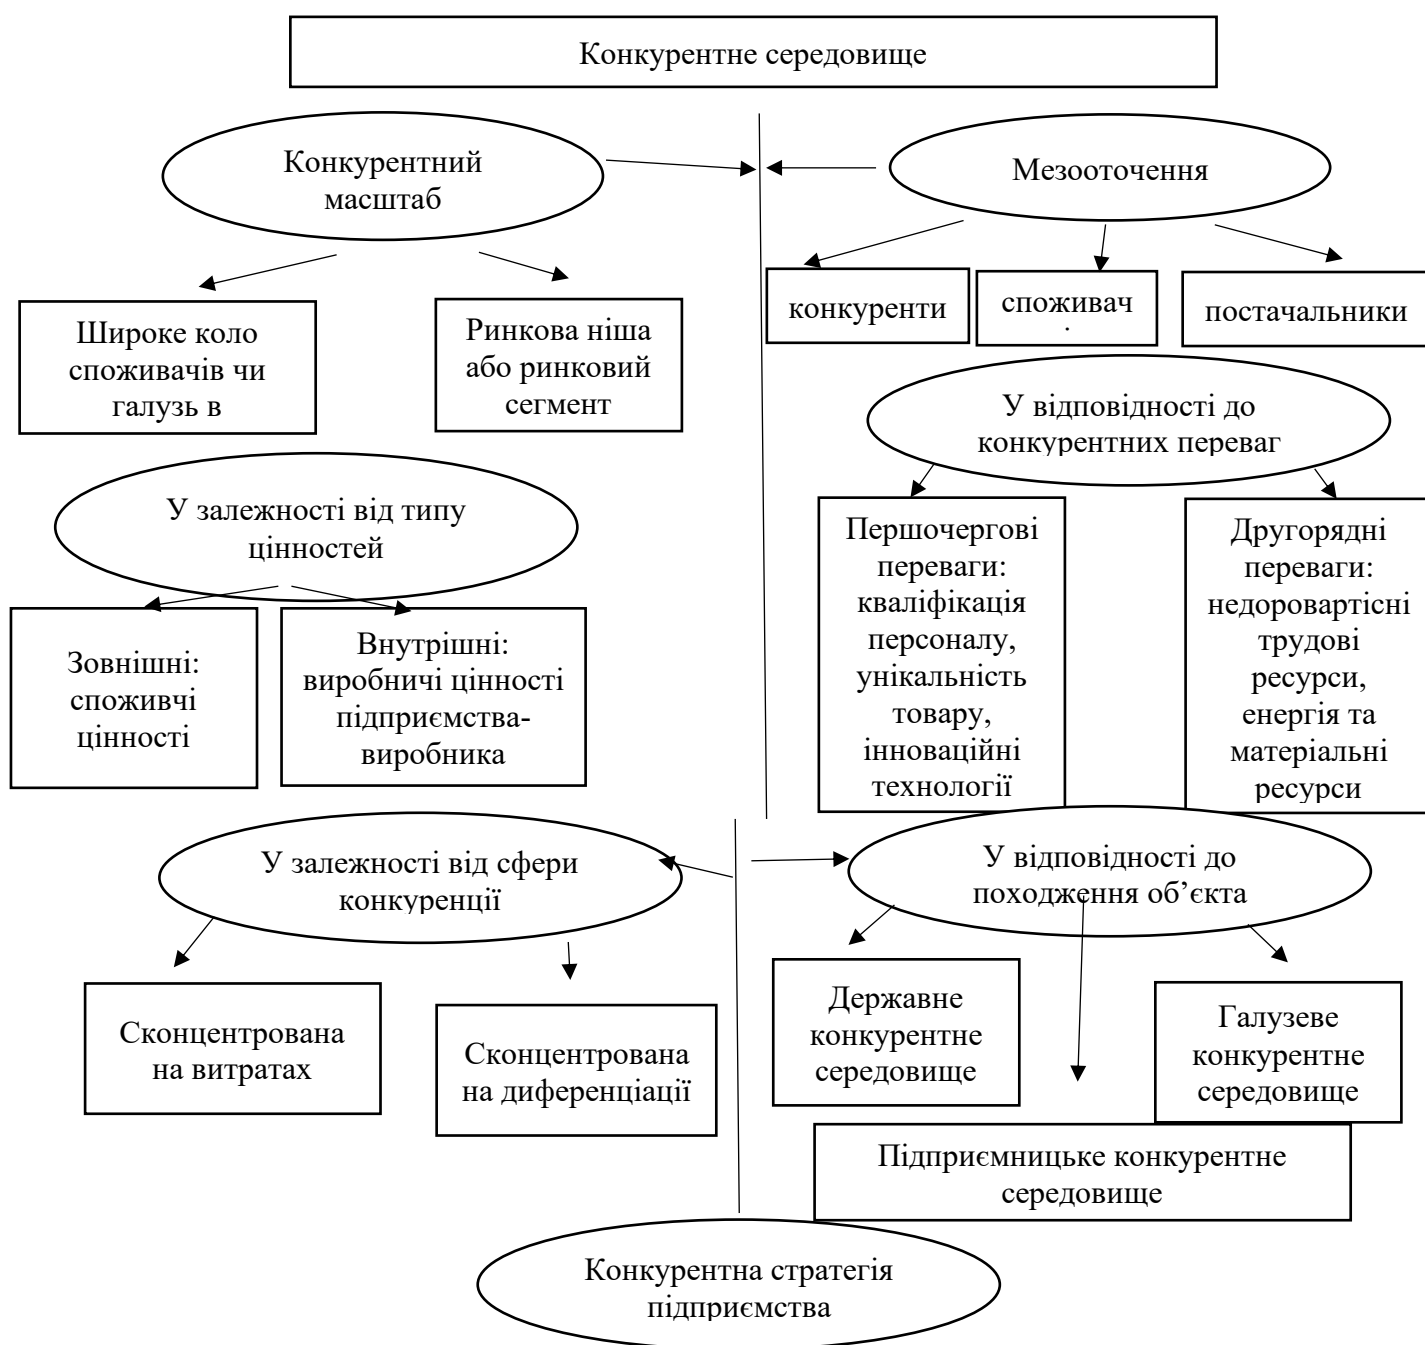 Конкурентне середовище
Конкурентний
масштаб
Мезооточення
конкуренти
споживач
постачальники
Широке коло
споживачів чи
галузь в
Ринкова ніша
або ринковий
сегмент
У відповідності до
конкурентних переваг
У залежності від типу
цінностей
Першочергові
переваги:
кваліфікація
персоналу,
унікальність
товару,
інноваційні
технології
Другорядні
переваги:
недоровартісні
трудові
ресурси,
енергія та
матеріальні
ресурси
Зовнішні:
споживчі
цінності
Внутрішні:
виробничі цінності
підприємства-
виробника
У залежності від сфери
конкуренції
У відповідності до
походження об’єкта
Державне
конкурентне
середовище
Галузеве
конкурентне
середовище
Сконцентрована
на витратах
Сконцентрована
на диференціації
Підприємницьке конкурентне
середовище
Конкурентна стратегія
підприємства